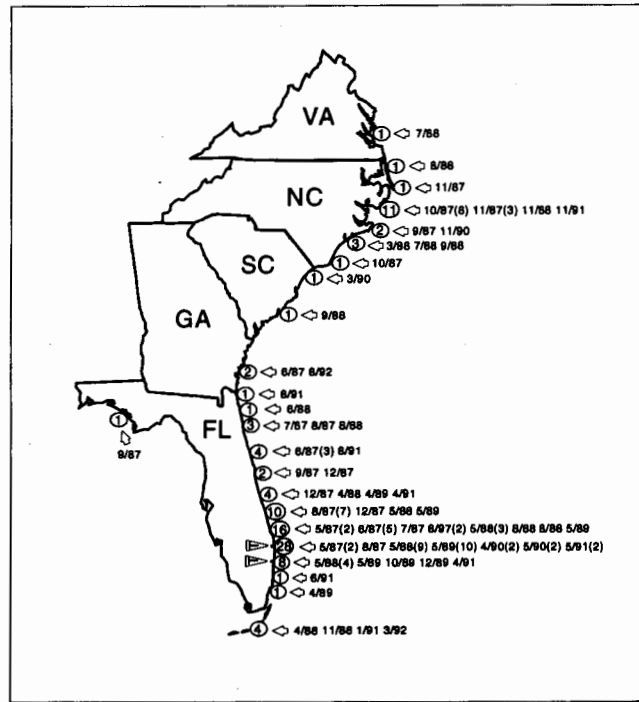 VA
① ⇦ 7/88
① ⇦ 8/88
① ⇦ 11/87
NC
⑪ ⇦ 10/87(8) 11/87(3) 11/88 11/91
② ⇦ 9/87 11/90
③ ⇦ 3/88 7/88 9/88
SC
① ⇦ 10/87
① ⇦ 3/90
① ⇦ 9/88
GA
② ⇦ 6/87 8/92
① ⇦ 8/91
① ⇦ 6/88
FL
③ ⇦ 7/87 8/87 8/88
①
9/87
④ ⇦ 6/87(3) 8/91
② ⇦ 9/87 12/87
④ ⇦ 12/87 4/88 4/89 4/91
⑩ ⇦ 8/87(7) 12/87 5/88 5/89
⑯ ⇦ 5/87(2) 6/87(5) 7/87 8/97(2) 5/88(3) 8/88 8/88 5/89
㉘ ⇦ 5/87(2) 8/87 5/88(9) 5/89(10) 4/90(2) 5/90(2) 5/91(2)
⑧ ⇦ 5/88(4) 5/89 10/89 12/89 4/91
① ⇦ 6/91
① ⇦ 4/89
④ ⇦ 4/88 11/88 1/91 3/92